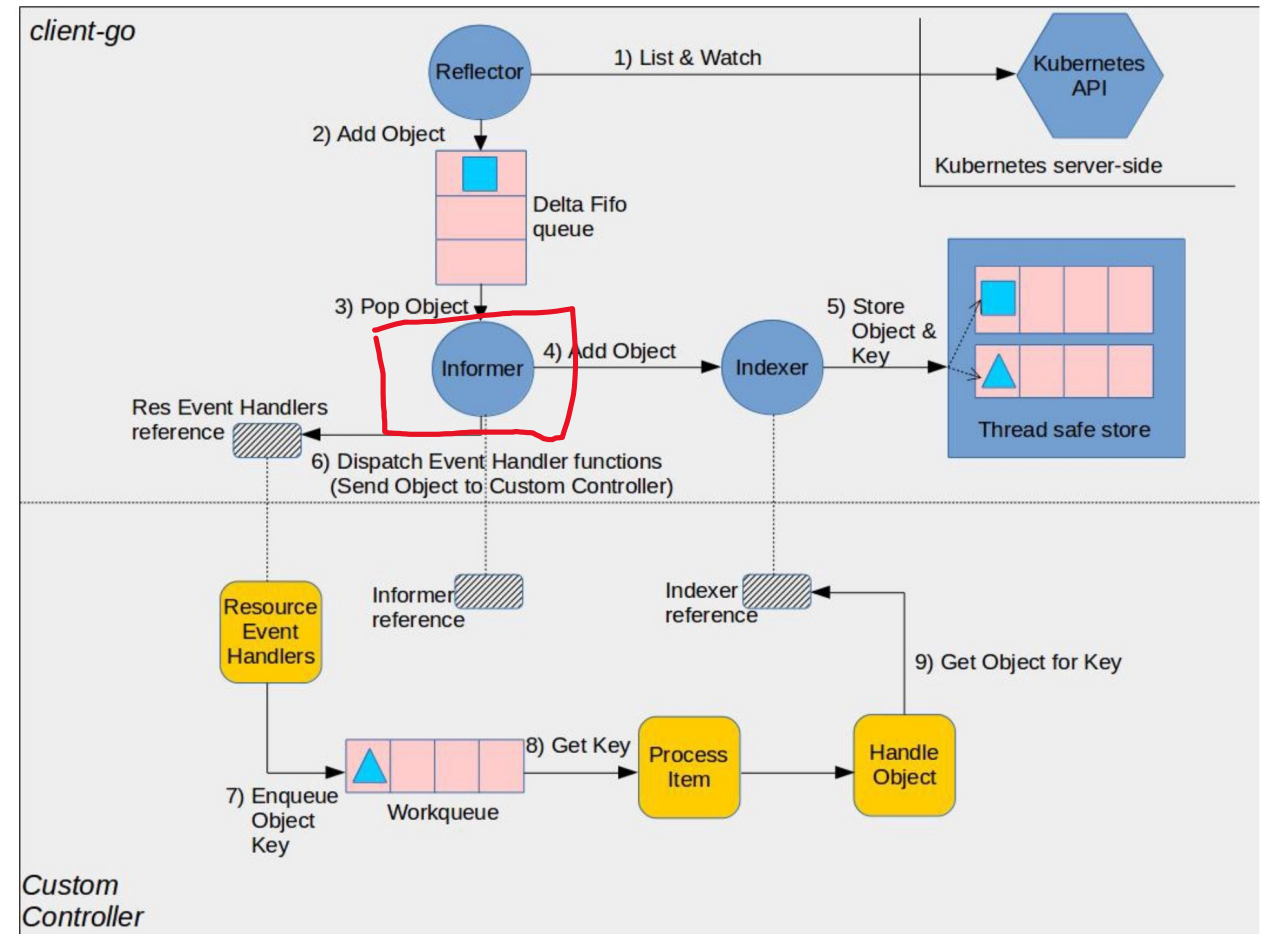 client-go
Reflector
1) List & Watch
Kubernetes
API
2) Add Object
Kubernetes server-side
Delta Fifo
queue
3) Pop Object
Informer
4) Add Object
Indexer
5) Store
Object &
Key
Thread safe store
Res Event Handlers
reference
6) Dispatch Event Handler functions
(Send Object to Custom Controller)
Resource
Event
Handlers
Informer
reference
Indexer
reference
9) Get Object for Key
7) Enqueue
Object
Key
Workqueue
8) Get Key
Process
Item
Handle
Object
Custom
Controller